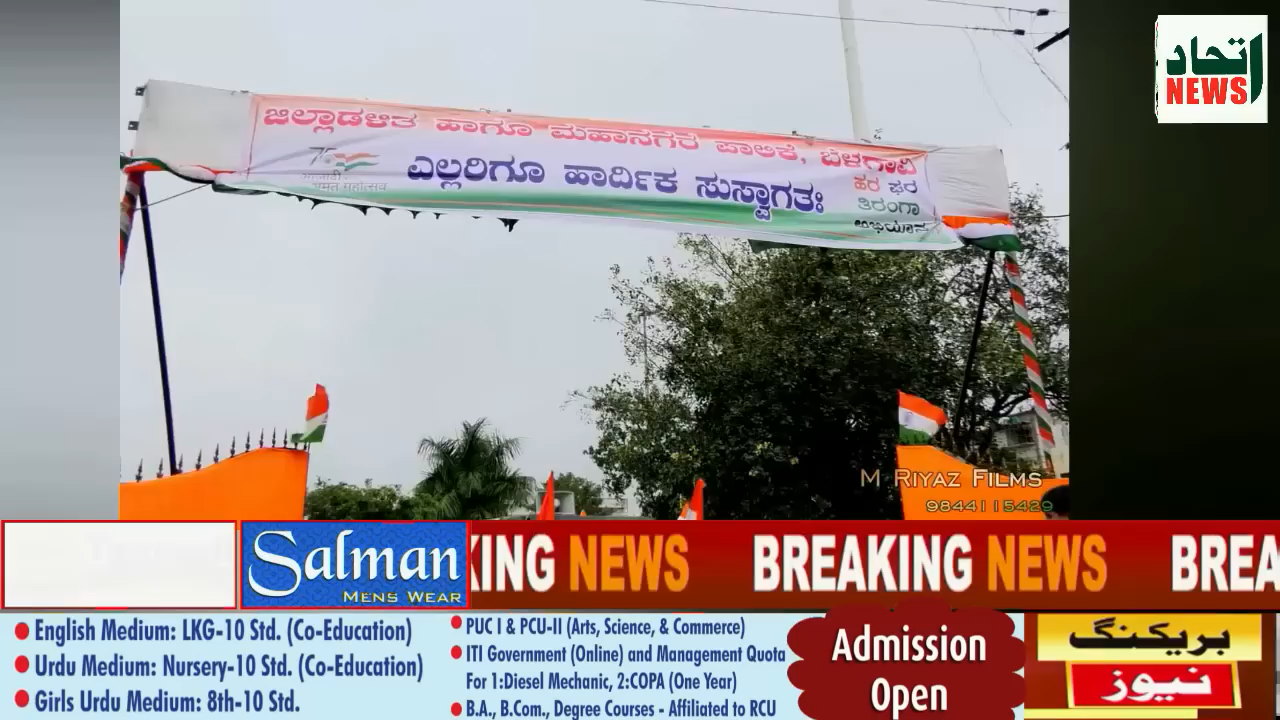 اتحاد
NEWS
ಜಿಲ್ಲಾಡಳಿತ ಹಾಗೂ ಮಹಾನಗರ ಪಾಲಿಕೆ, ಬೆಳಗಾವಿ
ಎಲ್ಲರಿಗೂ ಹಾರ್ದಿಕ ಸುಸ್ವಾಗತಃ
ಹರ ಘರ
ತಿರಂಗಾ
ಅಭಿಯಾನ
M RIYAZ FILMS
9844115429
Salman
MENS WEAR
KING NEWS BREAKING NEWS BREA
English Medium: LKG-10 Std. (Co-Education)
Urdu Medium: Nursery-10 Std. (Co-Education)
Girls Urdu Medium: 8th-10 Std.
PUC I & PCU-II (Arts, Science, & Commerce)
ITI Government (Online) and Management Quota
For 1:Diesel Mechanic, 2:COPA (One Year)
B.A., B.Com., Degree Courses - Affiliated to RCU
Admission
Open
بریکنگ
نیوز